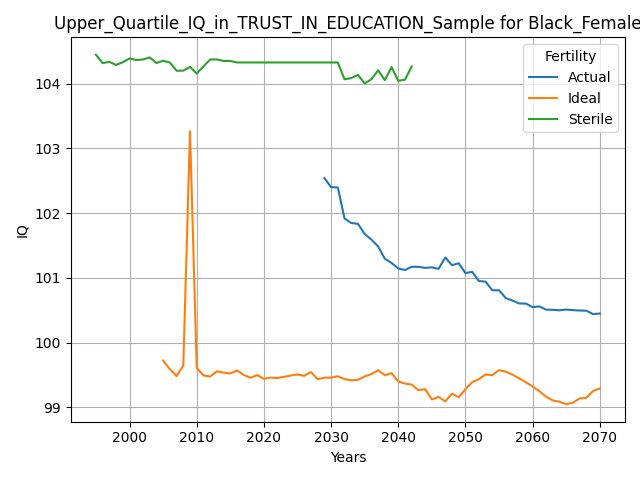 Upper_Quartile_IQ_in_TRUST_IN_EDUCATION_Sample for Black_Female
Fertility
Actual
Ideal
Sterile
IQ
104
103
102
101
100
99
2000 2010 2020 2030 2040 2050 2060 2070
Years